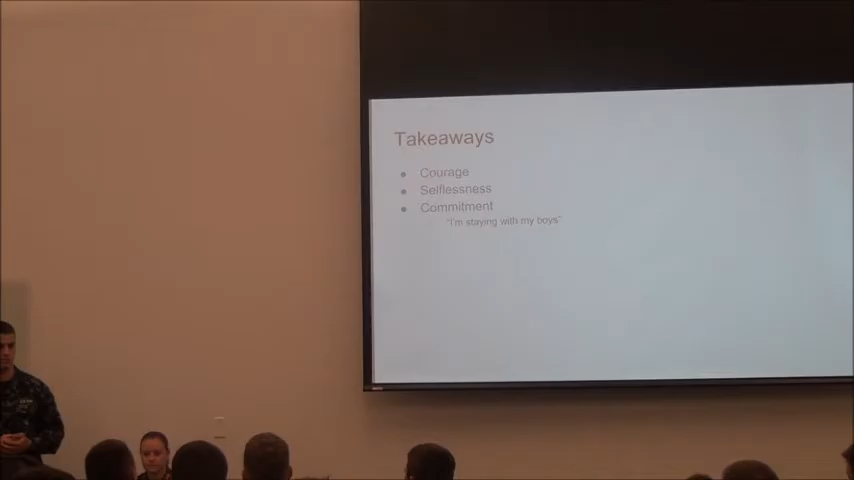 Takeaways
● Courage
● Selflessness
● Commitment
"I'm staying with my boys"